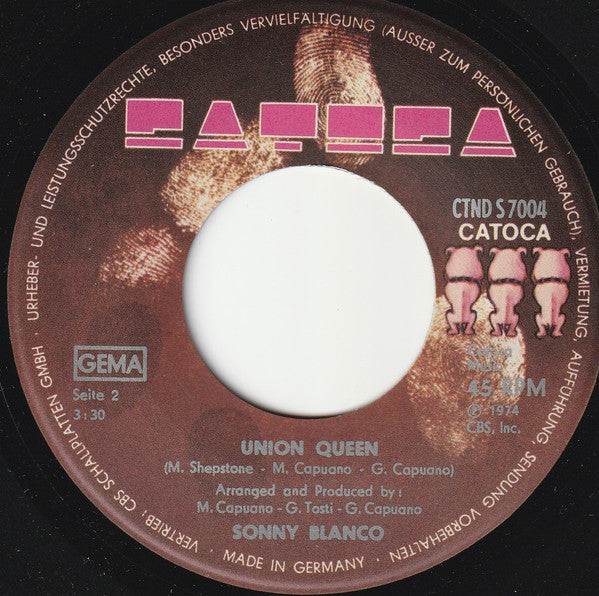 URHEBER- UND LEISTUNGSSCHUTZRECHTE, BESONDERS VERVIELFÄLTIGUNG (AUSSER ZUM PERSÖNLICHEN GEBRAUCH), VERMIETUNG, AUFFÜHRUNG, SENDUNG VORBEHALTEN
CATOCA
CTND S 7004
CATOCA
GEMA
Seite 2
3:30
Catoca
Music
45 RPM
℗ 1974
CBS, Inc.
UNION QUEEN
(M. Shepstone - M. Capuano - G. Capuano)
Arranged and Produced by:
M. Capuano - G. Tosti - G. Capuano
SONNY BLANCO
· VERTRIEB: CBS SCHALLPLATTEN GMBH ·
· MADE IN GERMANY ·